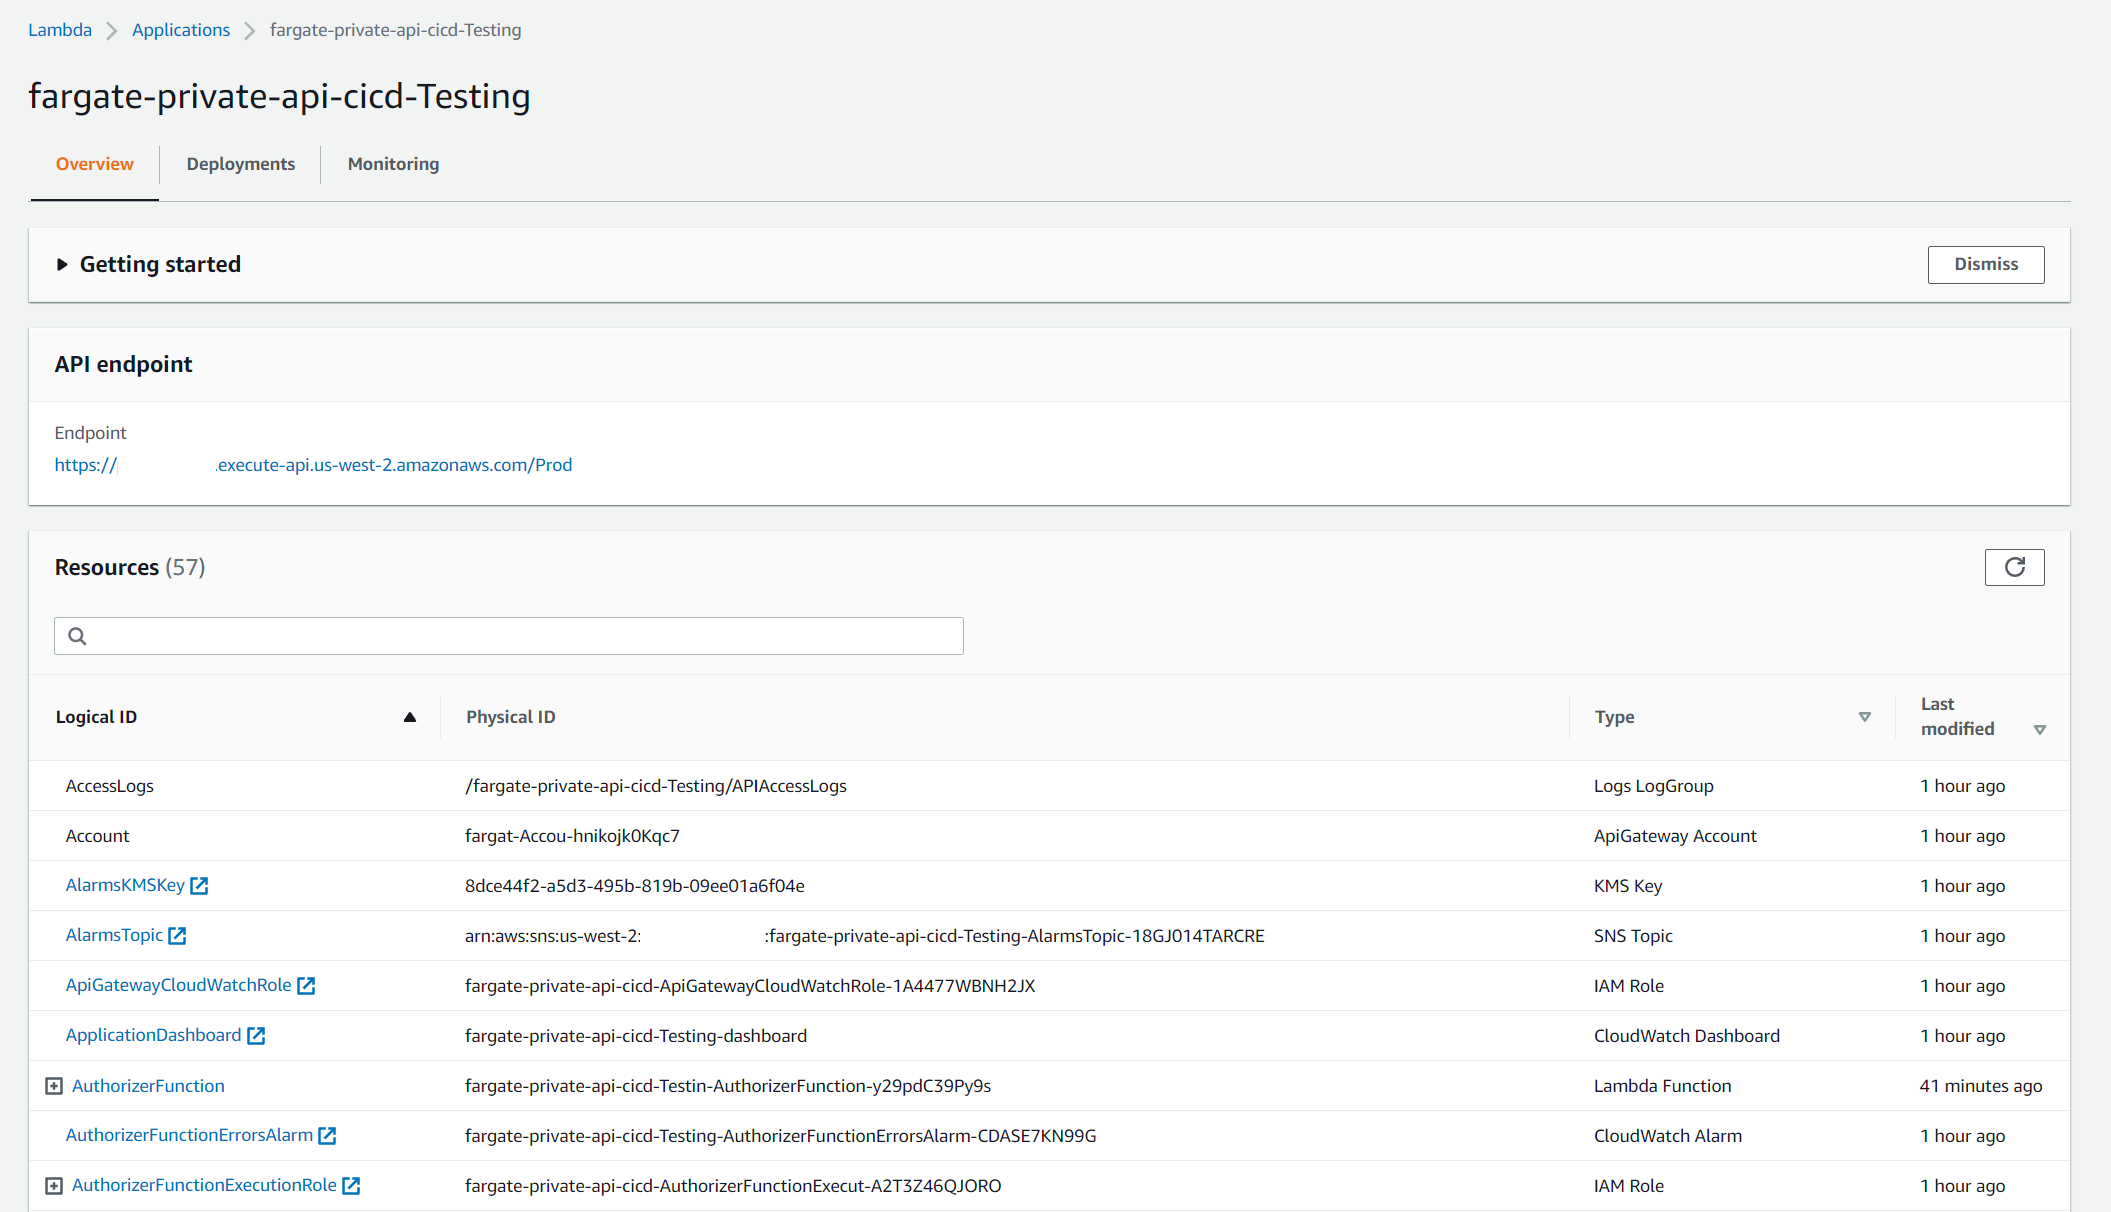 Lambda > Applications > fargate-private-api-cicd-Testing
fargate-private-api-cicd-Testing
Overview Deployments Monitoring
Getting started Dismiss
API endpoint
Endpoint
https:// .execute-api.us-west-2.amazonaws.com/Prod
Resources (57)
Logical ID Physical ID Type Last modified
AccessLogs /fargate-private-api-cicd-Testing/APIAccessLogs Logs LogGroup 1 hour ago
Account fargat-Accou-hnikojk0Kqc7 ApiGateway Account 1 hour ago
AlarmsKMSKey 8dce44f2-a5d3-495b-819b-09ee01a6f04e KMS Key 1 hour ago
AlarmsTopic arn:aws:sns:us-west-2: :fargate-private-api-cicd-Testing-AlarmsTopic-18GJ014TARCRE SNS Topic 1 hour ago
ApiGatewayCloudWatchRole fargate-private-api-cicd-ApiGatewayCloudWatchRole-1A4477WBNH2JX IAM Role 1 hour ago
ApplicationDashboard fargate-private-api-cicd-Testing-dashboard CloudWatch Dashboard 1 hour ago
AuthorizerFunction fargate-private-api-cicd-Testin-AuthorizerFunction-y29pdC39Py9s Lambda Function 41 minutes ago
AuthorizerFunctionErrorsAlarm fargate-private-api-cicd-Testing-AuthorizerFunctionErrorsAlarm-CDASE7KN99G CloudWatch Alarm 1 hour ago
AuthorizerFunctionExecutionRole fargate-private-api-cicd-AuthorizerFunctionExecut-A2T3Z46QJORO IAM Role 1 hour ago